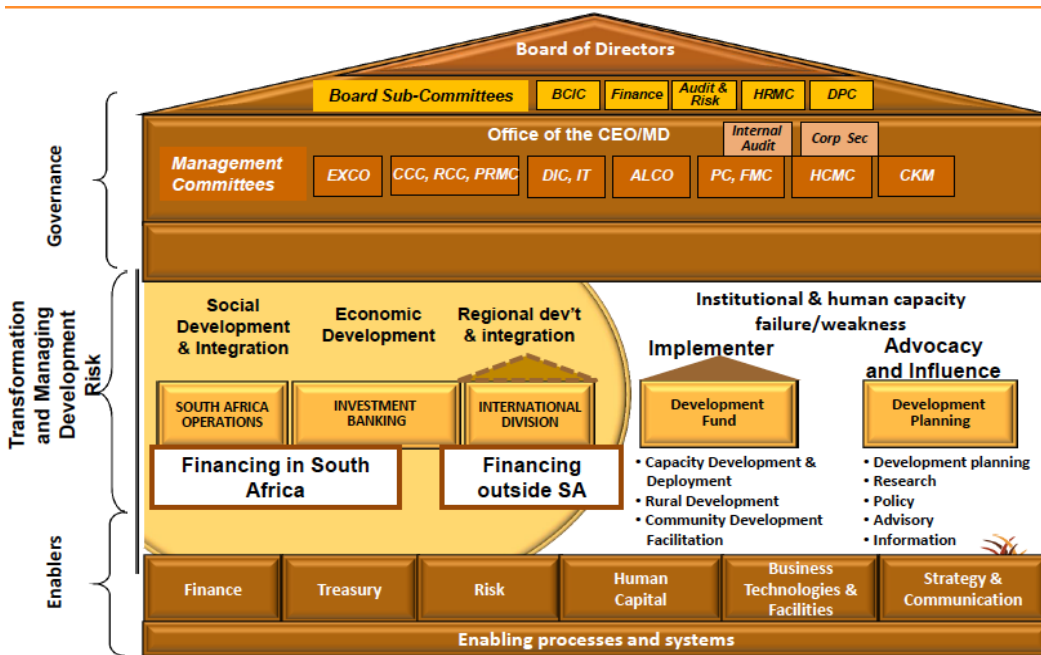 Board of Directors
Board Sub-Committees
BCIC
Finance
Audit &
Risk
HRMC
DPC
Office of the CEO/MD
Internal
Audit
Corp Sec
Management
Committees
EXCO
CCC, RCC, PRMC
DIC, IT
ALCO
PC, FMC
HCMC
CKM
Governance
Transformation
and Managing
Development
Risk
Enablers
Social
Development
& Integration
Economic
Development
Regional dev't
& integration
Institutional & human capacity
failure/weakness
Implementer
Advocacy
and Influence
SOUTH AFRICA
OPERATIONS
INVESTMENT
BANKING
INTERNATIONAL
DIVISION
Development
Fund
Development
Planning
Financing in South
Africa
Financing
outside SA
• Capacity Development &
Deployment
• Rural Development
• Community Development
Facilitation
• Development planning
• Research
• Policy
• Advisory
• Information
Finance
Treasury
Risk
Human
Capital
Business
Technologies &
Facilities
Strategy &
Communication
Enabling processes and systems